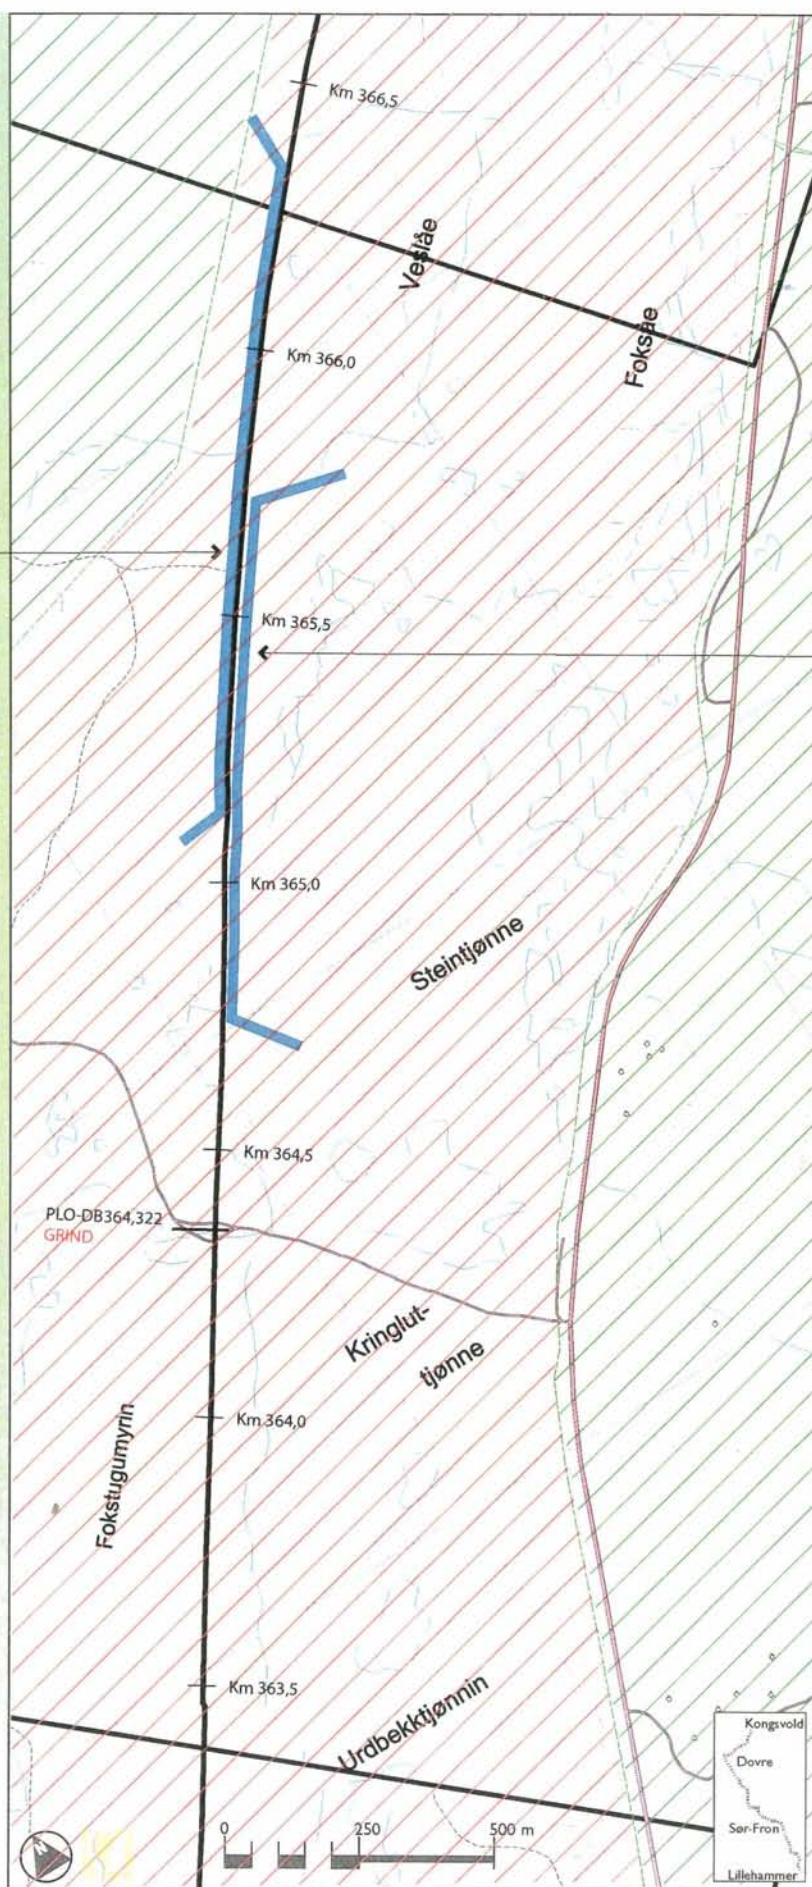 Km 366,5
Veslåe
Foksåe
Km 366,0
Km 365,5
Km 365,0
Steintjønne
Km 364,5
PLO-DB364,322
GRIND
Kringlut-
tjønne
Km 364,0
Fokstugumyrin
Km 363,5
Urdbekktjønnin
Kongsvold
Dovre
Sør-Fron
Lillehammer
0 250 500 m
N